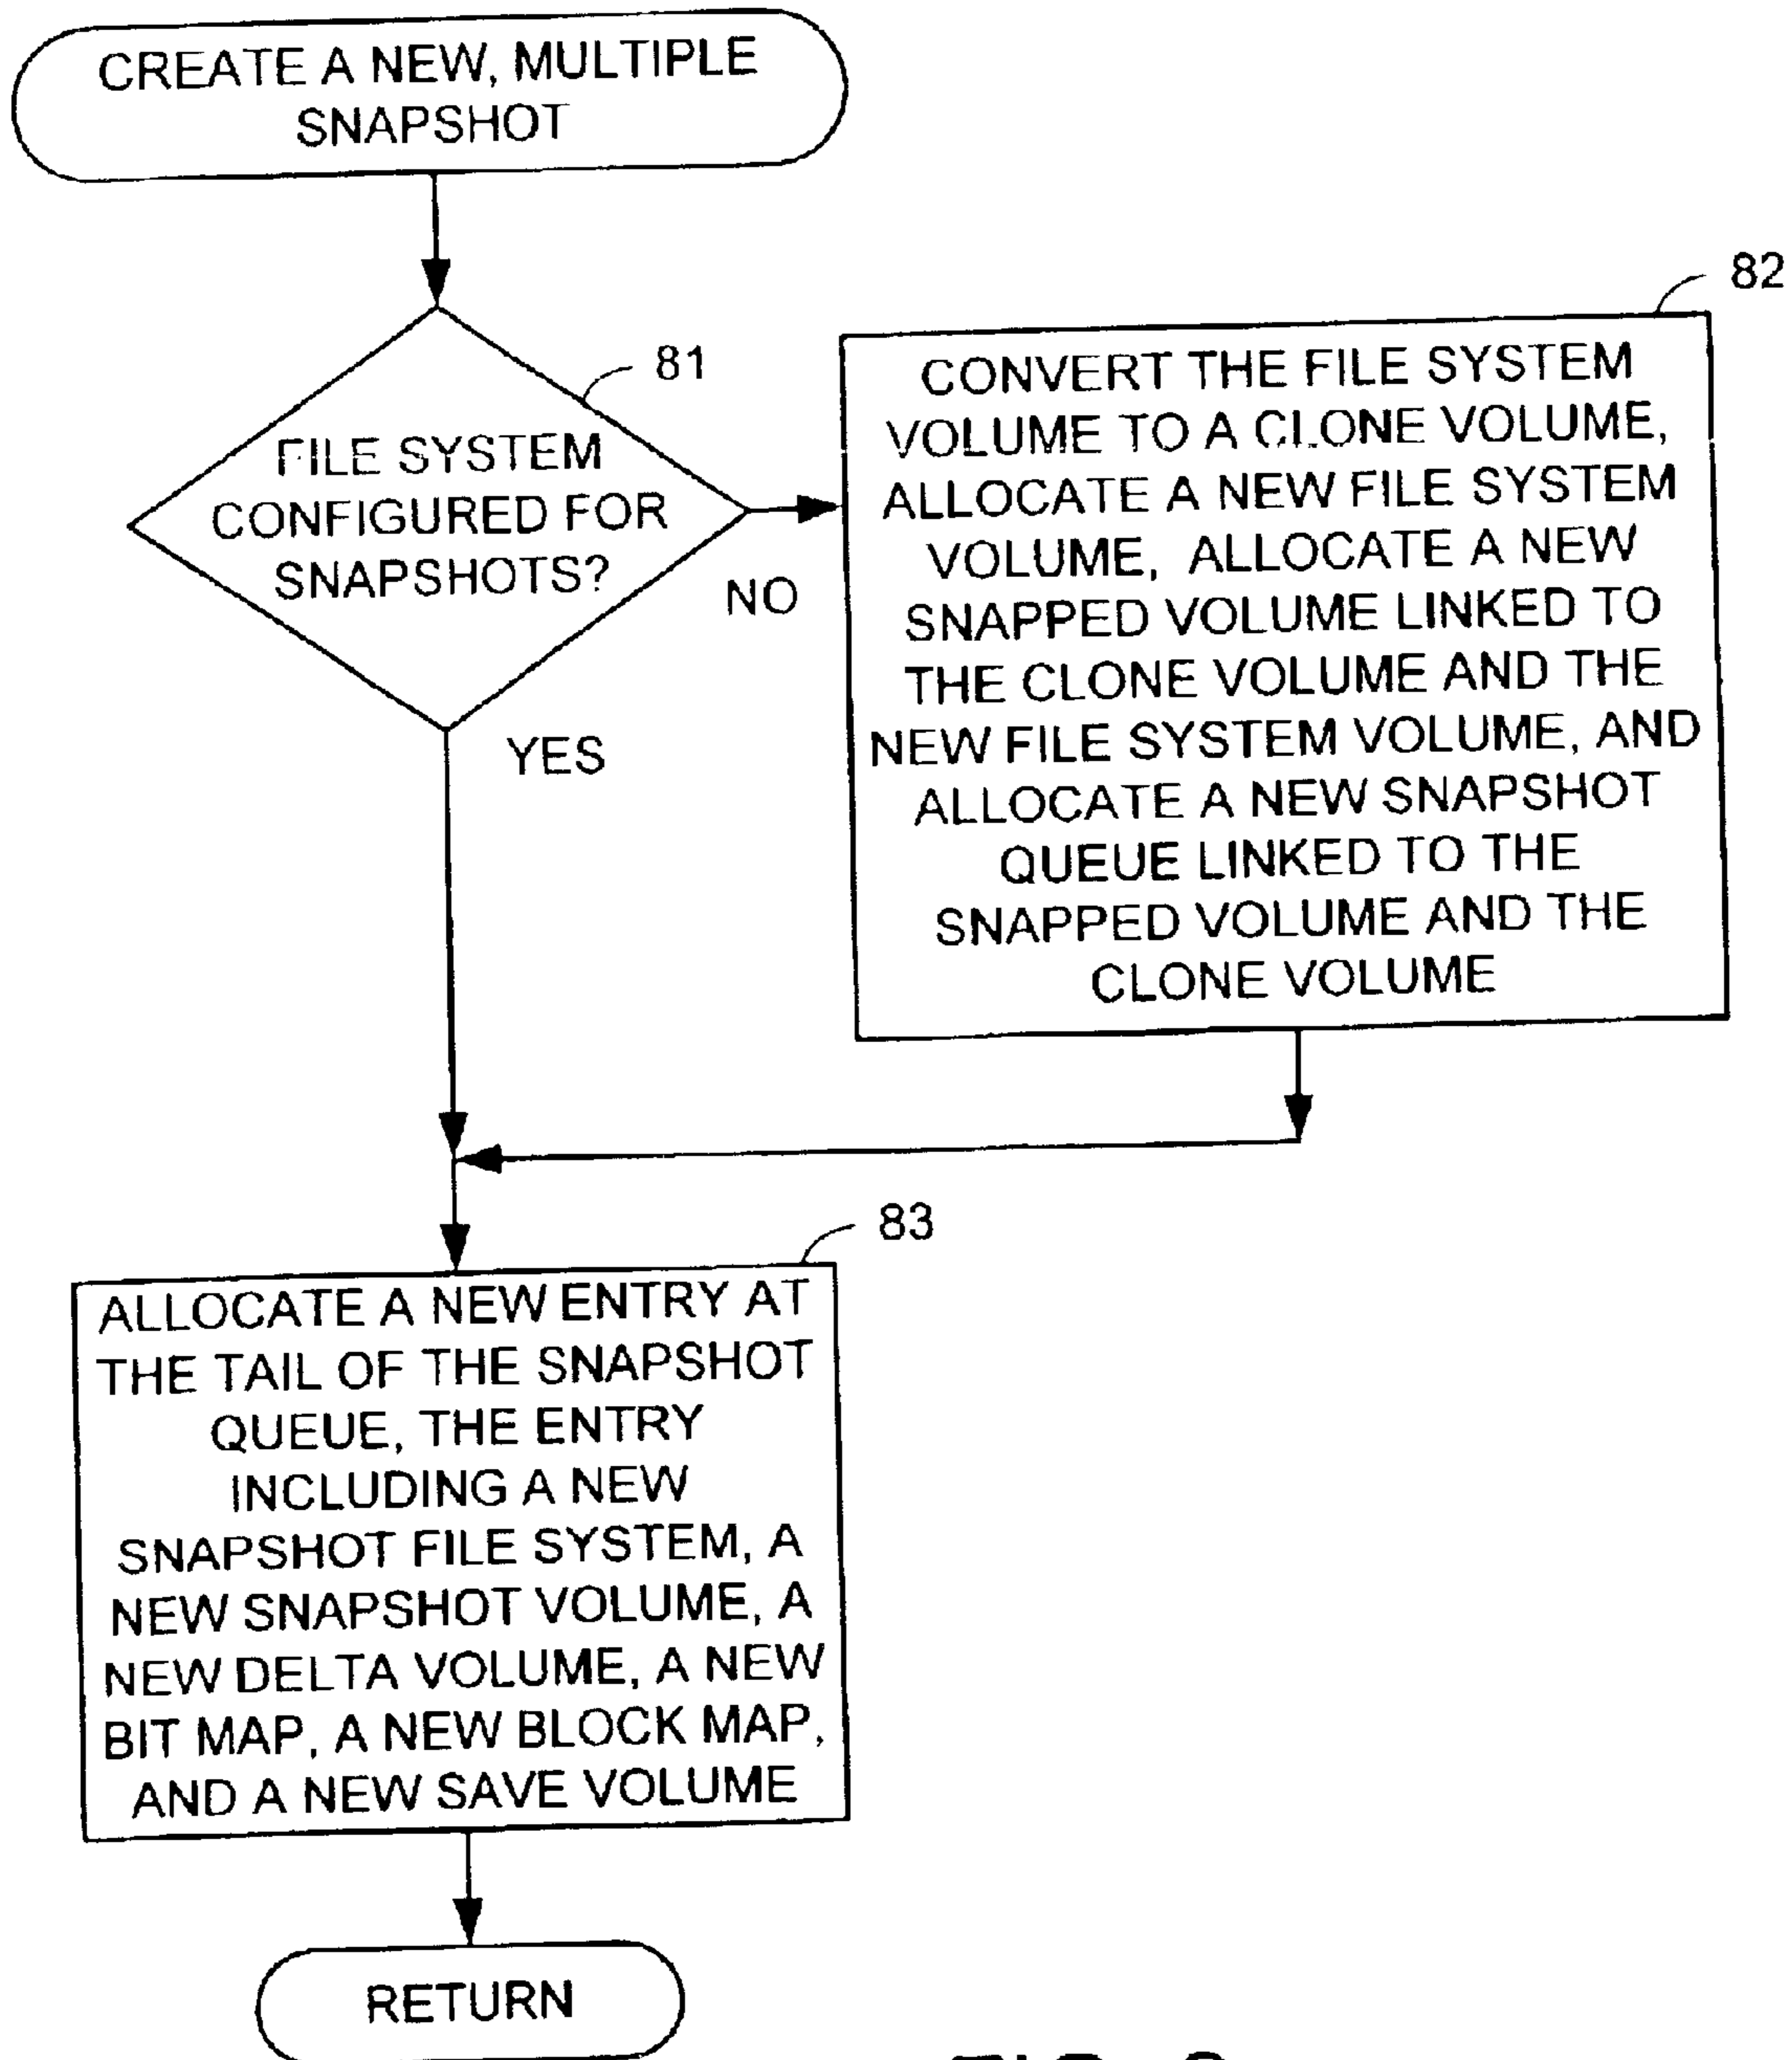 CREATE A NEW, MULTIPLE
SNAPSHOT
82
81
FILE SYSTEM
CONFIGURED FOR
SNAPSHOTS?
NO
YES
CONVERT THE FILE SYSTEM
VOLUME TO A CLONE VOLUME,
ALLOCATE A NEW FILE SYSTEM
VOLUME, ALLOCATE A NEW
SNAPPED VOLUME LINKED TO
THE CLONE VOLUME AND THE
NEW FILE SYSTEM VOLUME, AND
ALLOCATE A NEW SNAPSHOT
QUEUE LINKED TO THE
SNAPPED VOLUME AND THE
CLONE VOLUME
83
ALLOCATE A NEW ENTRY AT
THE TAIL OF THE SNAPSHOT
QUEUE, THE ENTRY
INCLUDING A NEW
SNAPSHOT FILE SYSTEM, A
NEW SNAPSHOT VOLUME, A
NEW DELTA VOLUME, A NEW
BIT MAP, A NEW BLOCK MAP,
AND A NEW SAVE VOLUME
RETURN